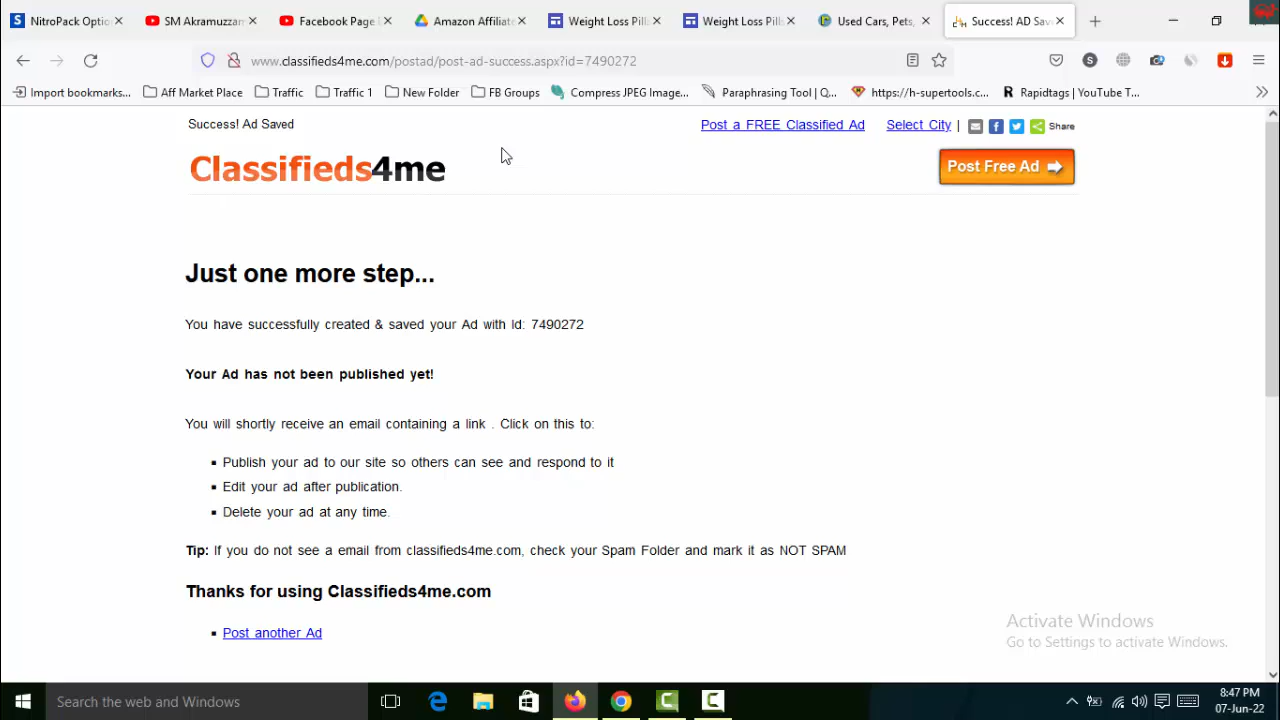 NitroPack Optio
SM Akramuzzam
Facebook Page
Amazon Affiliate
Weight Loss Pills
Weight Loss Pills
Used Cars, Pets,
Success! AD Sav
www.classifieds4me.com/postad/post-ad-success.aspx?id=7490272
Import bookmarks...
Aff Market Place
Traffic
Traffic 1
New Folder
FB Groups
Compress JPEG Image...
Paraphrasing Tool | Q...
https://h-supertools.c...
Rapidtags | YouTube T...
Success! Ad Saved
Post a FREE Classified Ad
Select City |
Share
Classifieds4me
Post Free Ad
Just one more step...
You have successfully created & saved your Ad with Id: 7490272
Your Ad has not been published yet!
You will shortly receive an email containing a link . Click on this to:
Publish your ad to our site so others can see and respond to it
Edit your ad after publication.
Delete your ad at any time.
Tip: If you do not see a email from classifieds4me.com, check your Spam Folder and mark it as NOT SPAM
Thanks for using Classifieds4me.com
Post another Ad
Activate Windows
Go to Settings to activate Windows.
Search the web and Windows
8:47 PM
07-Jun-22